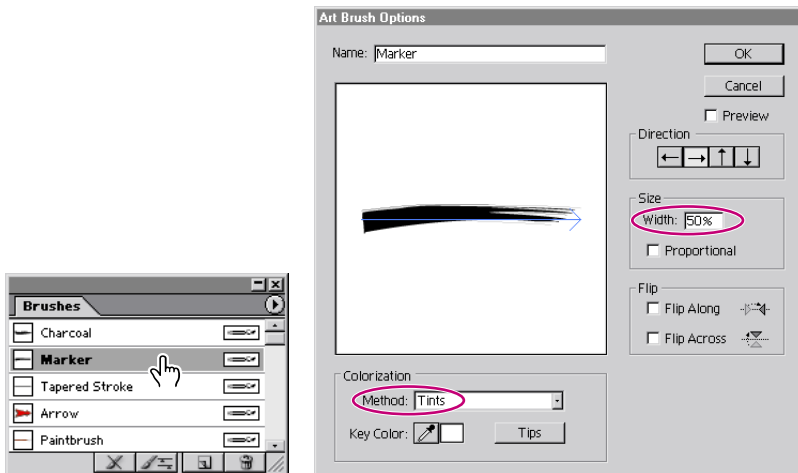 Art Brush Options
Name: Marker
OK
Cancel
Preview
Direction
Size
Width: 50%
Proportional
Flip
Flip Along
Flip Across
Colorization
Method: Tints
Key Color:
Tips
Brushes
Charcoal
Marker
Tapered Stroke
Arrow
Paintbrush